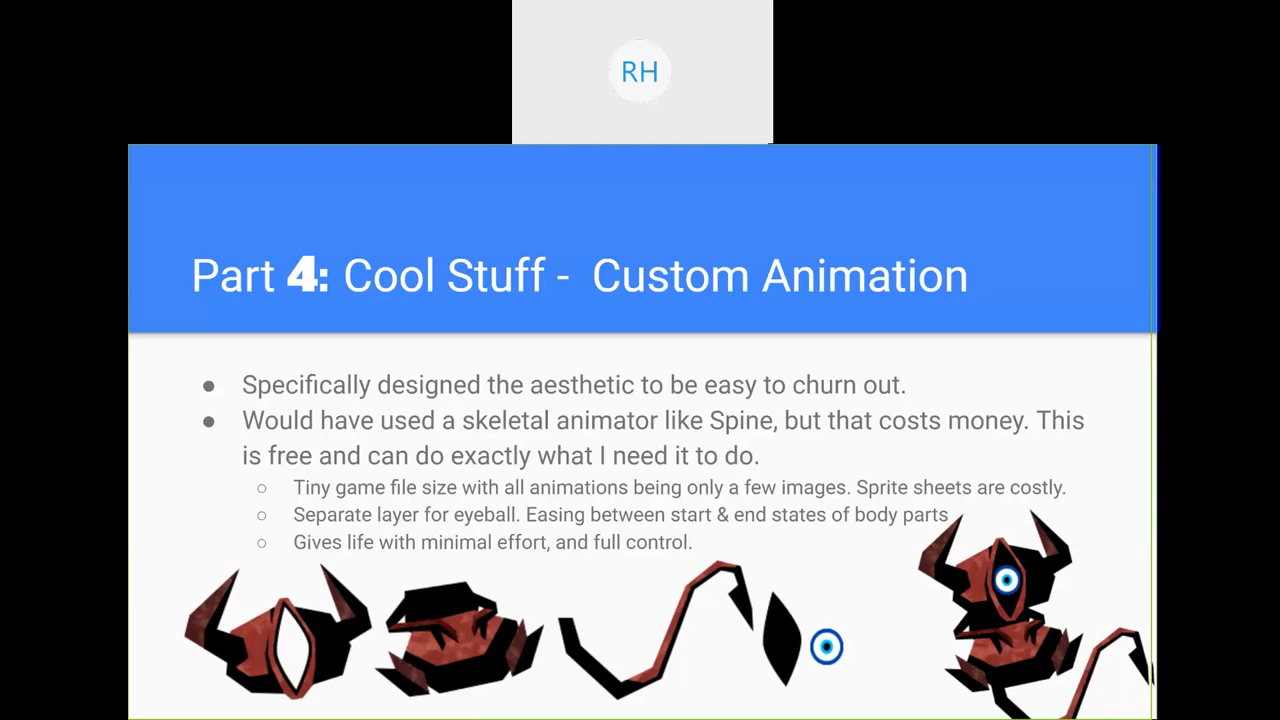 RH
Part 4: Cool Stuff - Custom Animation
● Specifically designed the aesthetic to be easy to churn out.
● Would have used a skeletal animator like Spine, but that costs money. This
is free and can do exactly what I need it to do.
○ Tiny game file size with all animations being only a few images. Sprite sheets are costly.
○ Separate layer for eyeball. Easing between start & end states of body parts
○ Gives life with minimal effort, and full control.